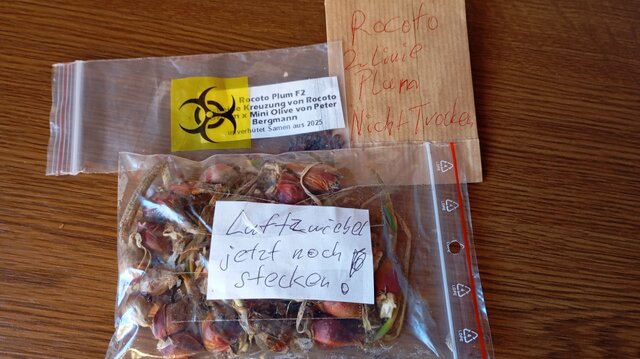 Rocoto Plum F2
Kreuzung von Rocoto
x Mini Olive von Peter
Bergmann
unverhütet Samen aus 2025
Rocoto
2. Linie
Plum
Nicht Trocken
Luftzwiebel
jetzt noch
stecken!